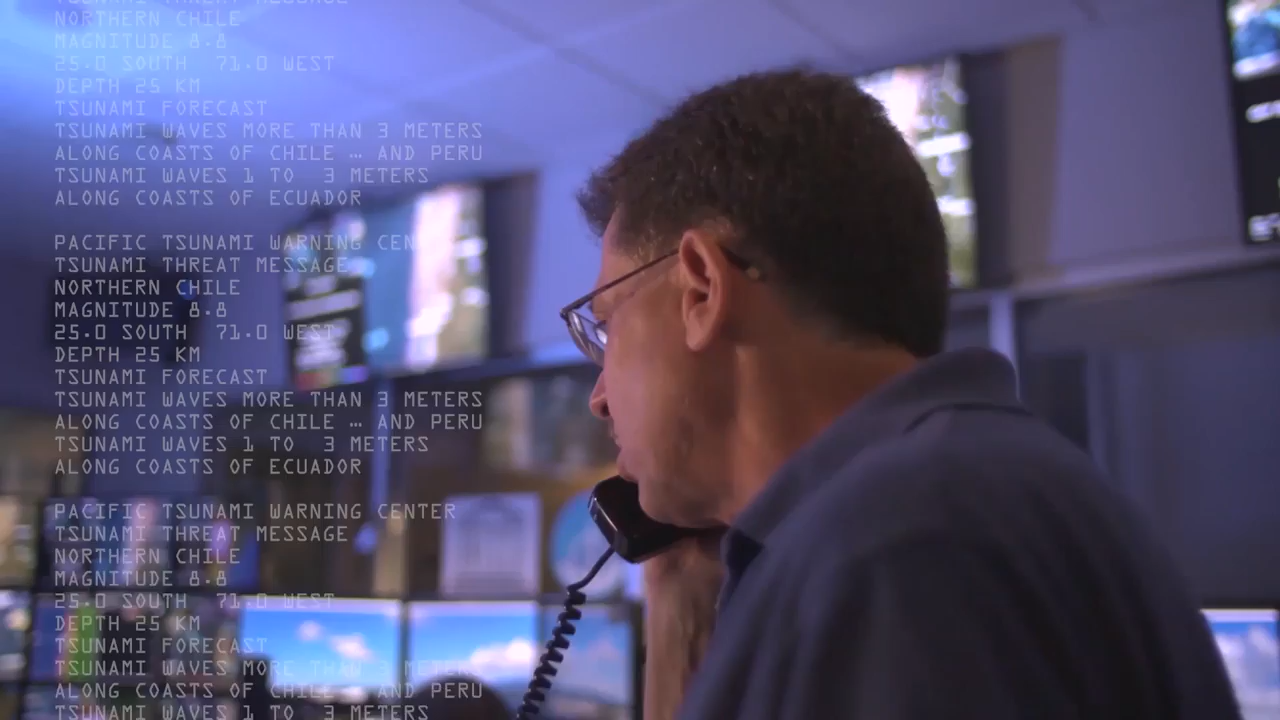 TSUNAMI THREAT MESSAGE
NORTHERN CHILE
MAGNITUDE 8.8
25.0 SOUTH 71.0 WEST
DEPTH 25 KM
TSUNAMI FORECAST
TSUNAMI WAVES MORE THAN 3 METERS
ALONG COASTS OF CHILE … AND PERU
TSUNAMI WAVES 1 TO 3 METERS
ALONG COASTS OF ECUADOR
PACIFIC TSUNAMI WARNING CENT
TSUNAMI THREAT MESSAGE
NORTHERN CHILE
MAGNITUDE 8.8
25.0 SOUTH 71.0 WEST
DEPTH 25 KM
TSUNAMI FORECAST
TSUNAMI WAVES MORE THAN 3 METERS
ALONG COASTS OF CHILE … AND PERU
TSUNAMI WAVES 1 TO 3 METERS
ALONG COASTS OF ECUADOR
PACIFIC TSUNAMI WARNING CENTER
TSUNAMI THREAT MESSAGE
NORTHERN CHILE
MAGNITUDE 8.8
25.0 SOUTH 71.0 WEST
DEPTH 25 KM
TSUNAMI FORECAST
TSUNAMI WAVES MORE THAN 3 METERS
ALONG COASTS OF CHILE … AND PERU
TSUNAMI WAVES 1 TO 3 METERS